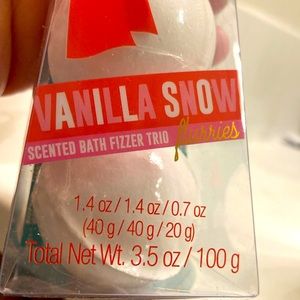 VANILLA SNOW
flurries
SCENTED BATH FIZZER TRIO
1.4 oz / 1.4 oz / 0.7 oz
(40 g / 40 g / 20 g)
Total Net Wt. 3.5 oz / 100 g